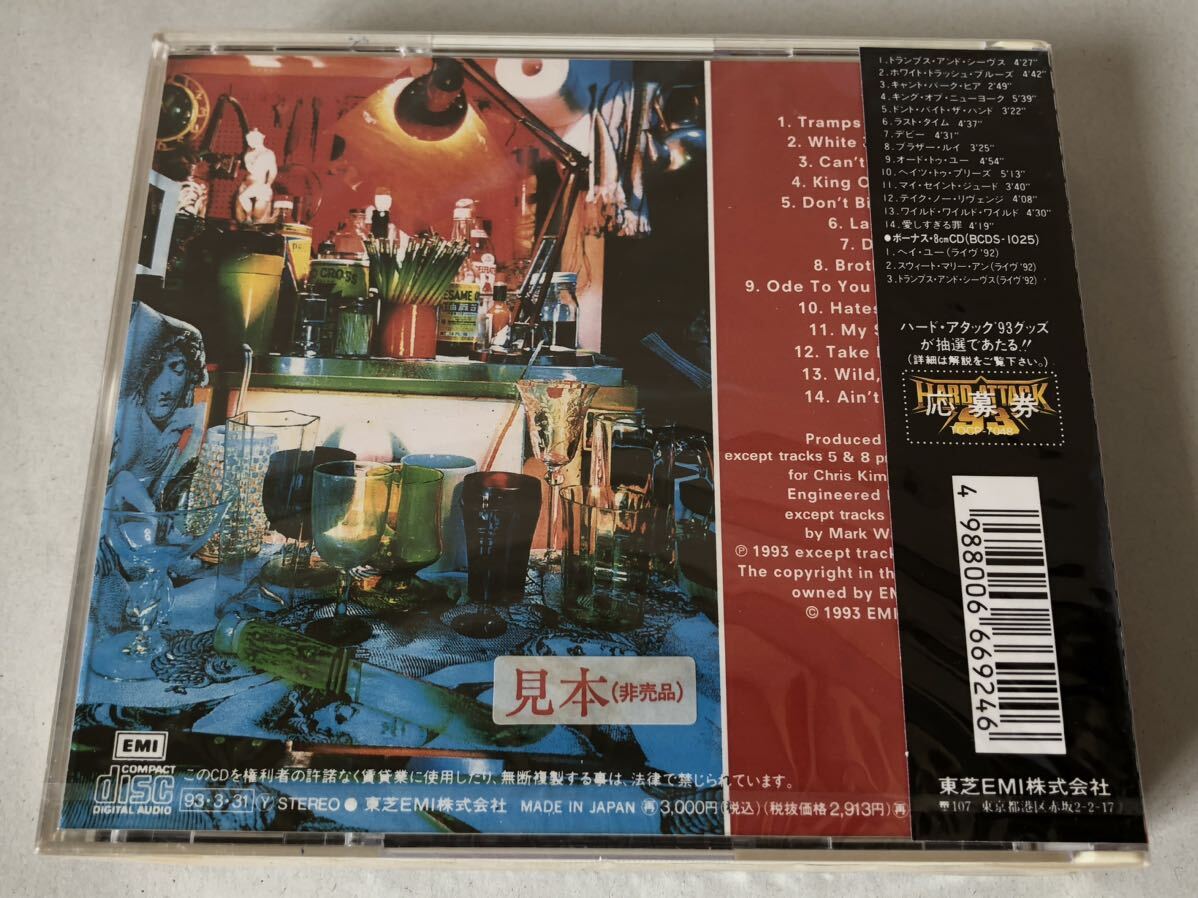 1. Tramps
2. White
3. Can't
4. King O
5. Don't Bi
6. La
7. D
8. Broth
9. Ode To You
10. Hates
11. My S
12. Take
13. Wild,
14. Ain't
Produced
except tracks 5 & 8 p
for Chris Kim
Engineered
except tracks
by Mark W
℗ 1993 except track
The copyright in th
owned by EM
© 1993 EMI
1.トランプス・アンド・シーヴス 4'27"
2.ホワイト・トラッシュ・ブルーズ 4'42"
3.キャント・パーク・ヒア 2'49"
4.キング・オブ・ニューヨーク 5'39"
5.ドント・バイト・ザ・ハンド 3'22"
6.ラスト・タイム 4'37"
7.デビー 4'31"
8.ブラザー・ルイ 3'25"
9.オード・トゥ・ユー 4'54"
10.ヘイツ・トゥ・プリーズ 5'13"
11.マイ・セイント・ジュード 3'40"
12.テイク・ノー・リヴェンジ 4'08"
13.ワイルド・ワイルド・ワイルド 4'30"
14.愛しすぎる罪 4'19"
●ボーナス・8cmCD(BCDS-1025)
1.ヘイ・ユー(ライヴ'92)
2.スウィート・マリー・アン(ライヴ'92)
3.トランプス・アンド・シーヴス(ライヴ'92)
ハード・アタック'93グッズ
が抽選であたる!!
(詳細は解説をご覧下さい。)
HARD ATTACK
93
応募券
TOCP-7048
4 988006 669246
東芝EMI株式会社
〒107 東京都港区赤坂2-2-17
CROSS
SESAME O
見本(非売品)
EMI
COMPACT
disc
DIGITAL AUDIO
このCDを権利者の許諾なく賃貸業に使用したり、無断複製する事は、法律で禁じられています。
93・3・31 Y STEREO ● 東芝EMI株式会社 MADE IN JAPAN 再 3,000円(税込)(税抜価格2,913円)再